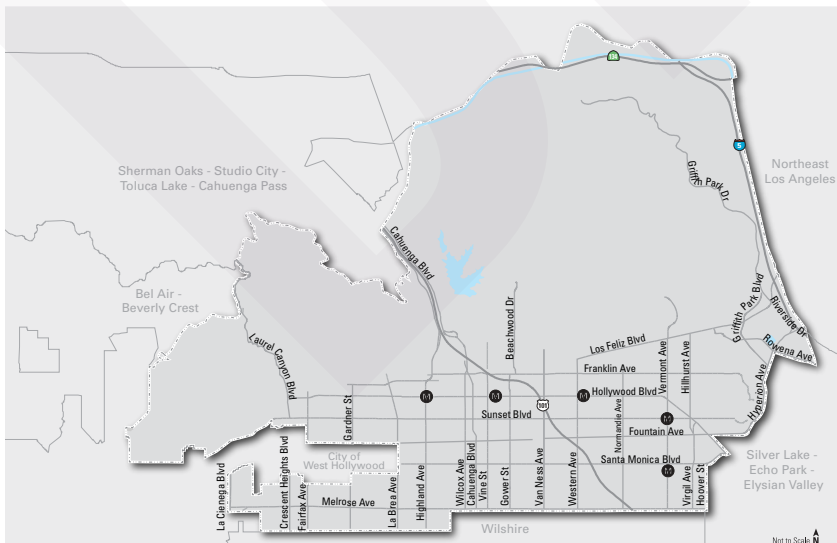 134
5
Northeast
Los Angeles
Sherman Oaks - Studio City -
Toluca Lake - Cahuenga Pass
Griffith Park Dr
Cahuenga Blvd
Bel Air -
Beverly Crest
Laurel Canyon Blvd
Beachwood Dr
Griffith Park Blvd
Riverside Dr
Los Feliz Blvd
Rowena Ave
Franklin Ave
Vermont Ave
Hillhurst Ave
Hyperion Ave
M
M
M
Hollywood Blvd
101
Gardner St
Sunset Blvd
Normandie Ave
M
Fountain Ave
City of
West Hollywood
Santa Monica Blvd
M
Silver Lake -
Echo Park -
Elysian Valley
La Cienega Blvd
Crescent Heights Blvd
Fairfax Ave
Melrose Ave
La Brea Ave
Highland Ave
Wilcox Ave
Cahuenga Blvd
Vine St
Gower St
Van Ness Ave
Western Ave
Virgil Ave
Hoover St
Wilshire
Not to Scale N